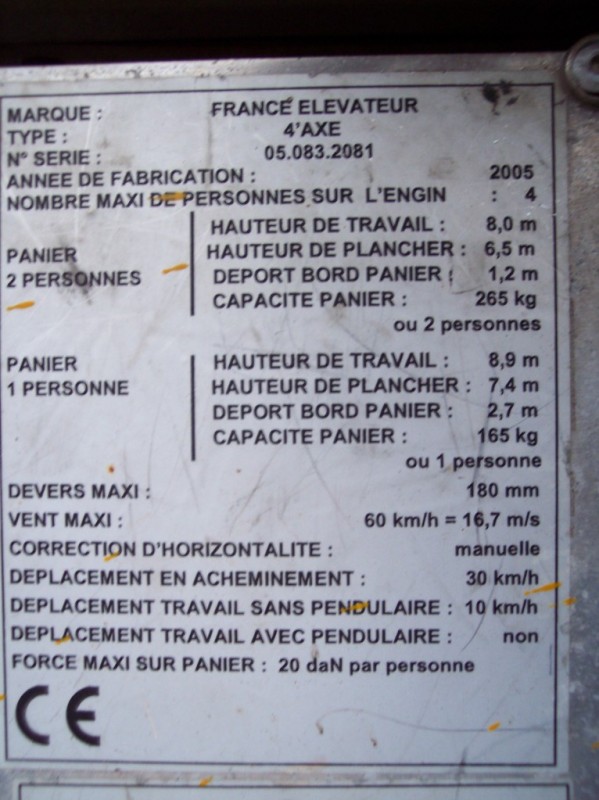 MARQUE : FRANCE ELEVATEUR
TYPE : 4'AXE
N° SERIE : 05.083.2081
ANNEE DE FABRICATION : 2005
NOMBRE MAXI DE PERSONNES SUR L'ENGIN : 4
PANIER 2 PERSONNES
HAUTEUR DE TRAVAIL : 8,0 m
HAUTEUR DE PLANCHER : 6,5 m
DEPORT BORD PANIER : 1,2 m
CAPACITE PANIER : 265 kg
ou 2 personnes
PANIER 1 PERSONNE
HAUTEUR DE TRAVAIL : 8,9 m
HAUTEUR DE PLANCHER : 7,4 m
DEPORT BORD PANIER : 2,7 m
CAPACITE PANIER : 165 kg
ou 1 personne
DEVERS MAXI : 180 mm
VENT MAXI : 60 km/h = 16,7 m/s
CORRECTION D'HORIZONTALITE : manuelle
DEPLACEMENT EN ACHEMINEMENT : 30 km/h
DEPLACEMENT TRAVAIL SANS PENDULAIRE : 10 km/h
DEPLACEMENT TRAVAIL AVEC PENDULAIRE : non
FORCE MAXI SUR PANIER : 20 daN par personne
CE